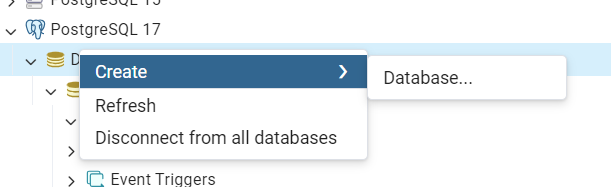 PostgreSQL 15
PostgreSQL 17
D
Create
Database...
Refresh
Disconnect from all databases
Event Triggers